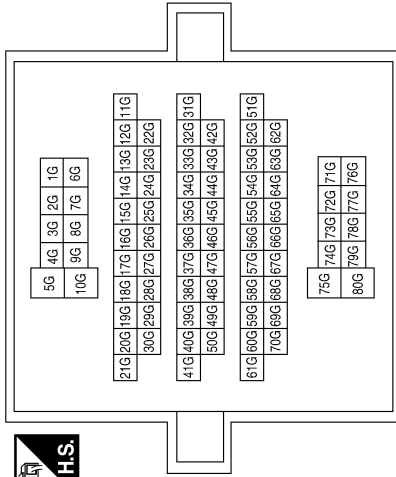 H.S.
5G 4G 3G 2G 1G
10G 9G 8G 7G 6G
21G 20G 19G 18G 17G 16G 15G 14G 13G 12G 11G
30G 29G 28G 27G 26G 25G 24G 23G 22G
41G 40G 39G 38G 37G 36G 35G 34G 33G 32G 31G
50G 49G 48G 47G 46G 45G 44G 43G 42G
61G 60G 59G 58G 57G 56G 55G 54G 53G 52G 51G
70G 69G 68G 67G 66G 65G 64G 63G 62G
75G 74G 73G 72G 71G
80G 79G 78G 77G 76G